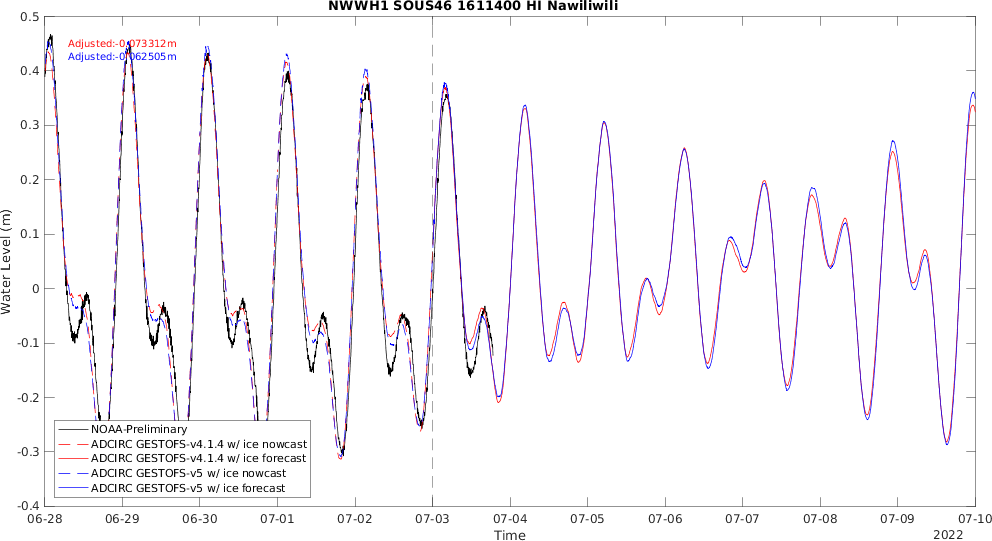 NWWH1 SOUS46 1611400 HI Nawiliwili
Adjusted:-0.073312m
Adjusted:-0.062505m
Water Level (m)
0.5
0.4
0.3
0.2
0.1
0
-0.1
-0.2
-0.3
-0.4
NOAA-Preliminary
ADCIRC GESTOFS-v4.1.4 w/ ice nowcast
ADCIRC GESTOFS-v4.1.4 w/ ice forecast
ADCIRC GESTOFS-v5 w/ ice nowcast
ADCIRC GESTOFS-v5 w/ ice forecast
06-28 06-29 06-30 07-01 07-02 07-03 07-04 07-05 07-06 07-07 07-08 07-09 07-10
Time
2022